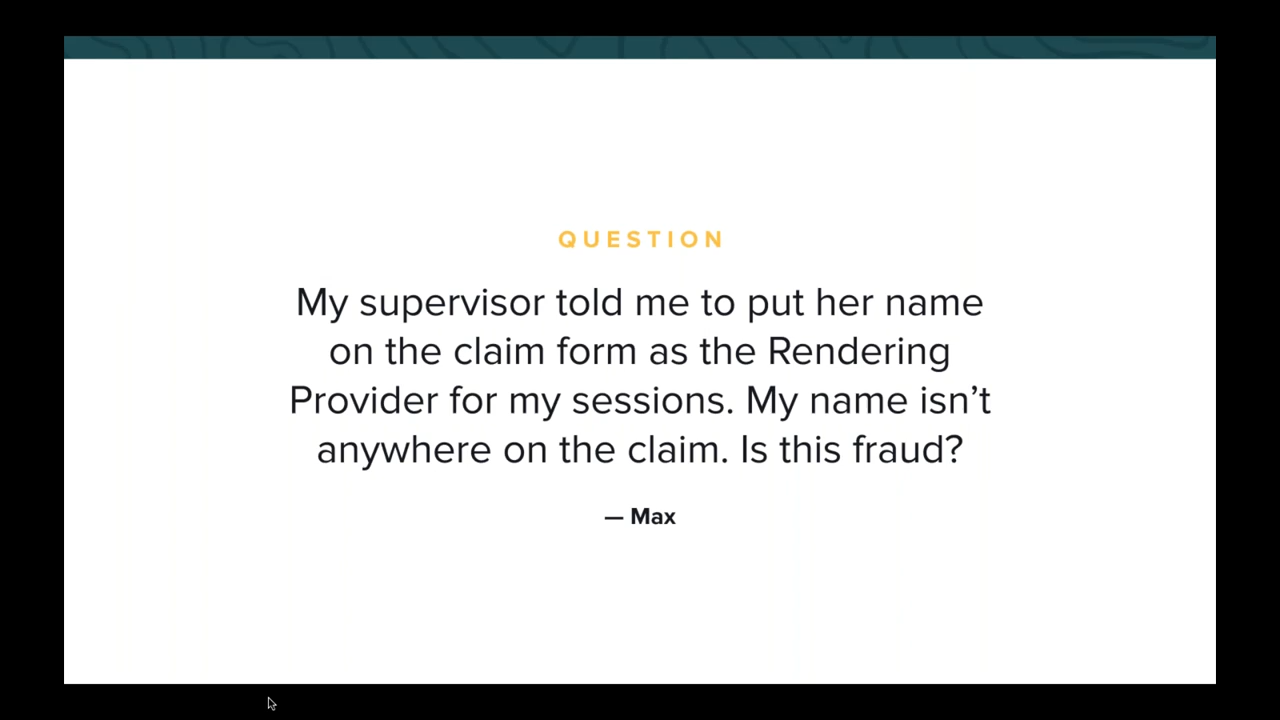 QUESTION
My supervisor told me to put her name
on the claim form as the Rendering
Provider for my sessions. My name isn’t
anywhere on the claim. Is this fraud?
— Max